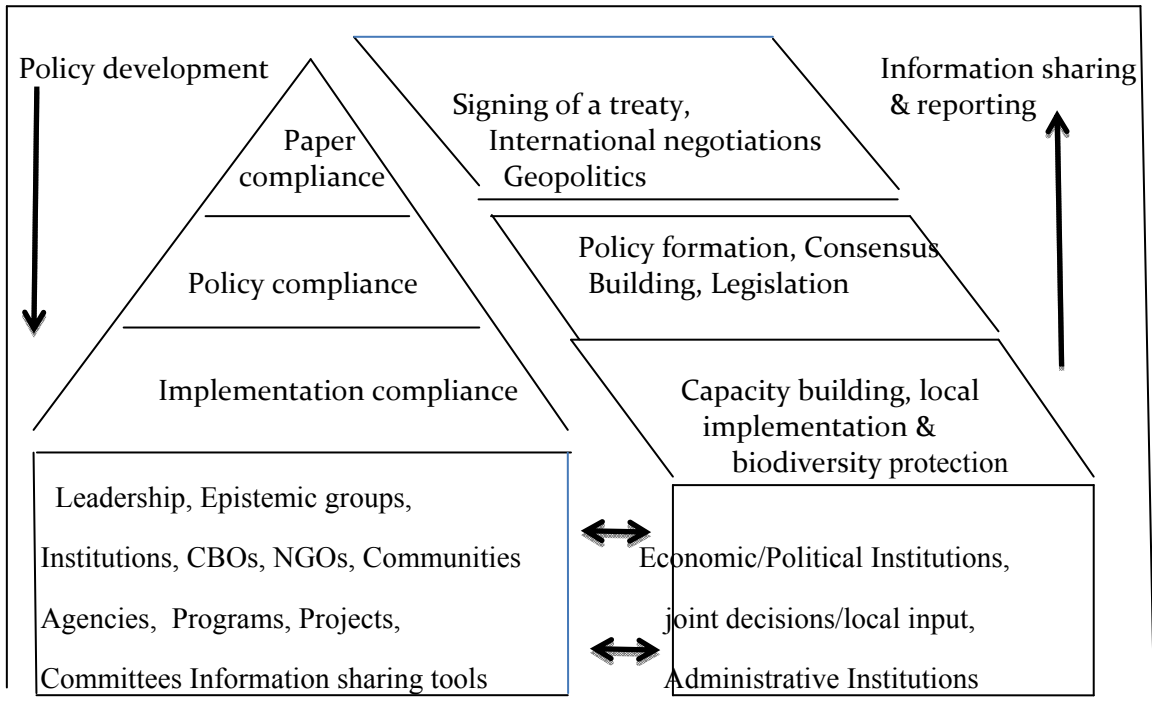 Policy development
Information sharing
& reporting
Paper
compliance
Signing of a treaty,
International negotiations
Geopolitics
Policy compliance
Policy formation, Consensus
Building, Legislation
Implementation compliance
Capacity building, local
implementation &
biodiversity protection
Leadership, Epistemic groups,
Institutions, CBOs, NGOs, Communities
Agencies, Programs, Projects,
Committees Information sharing tools
Economic/Political Institutions,
joint decisions/local input,
Administrative Institutions